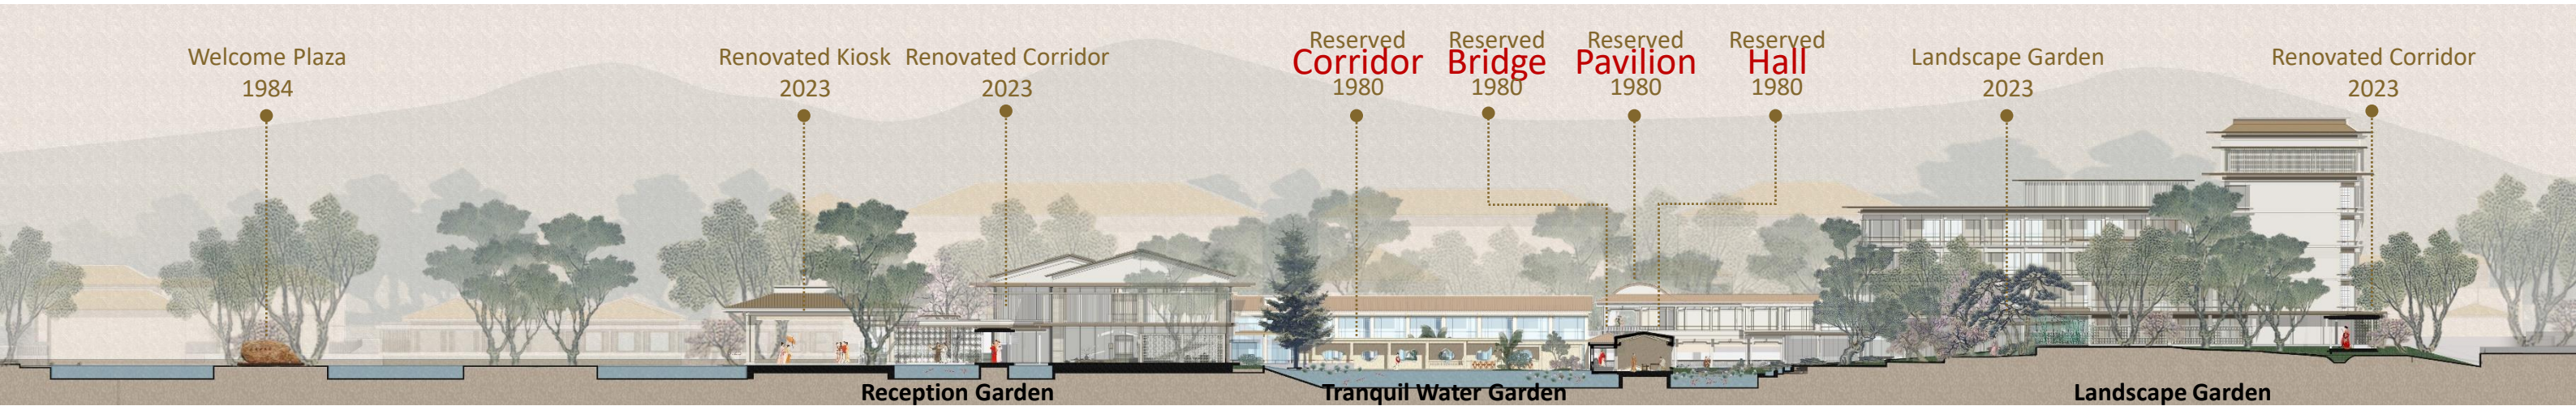 Welcome Plaza
1984
Renovated Kiosk
2023
Renovated Corridor
2023
Reserved
Corridor
1980
Reserved
Bridge
1980
Reserved
Pavilion
1980
Reserved
Hall
1980
Landscape Garden
2023
Renovated Corridor
2023
Reception Garden
Tranquil Water Garden
Landscape Garden